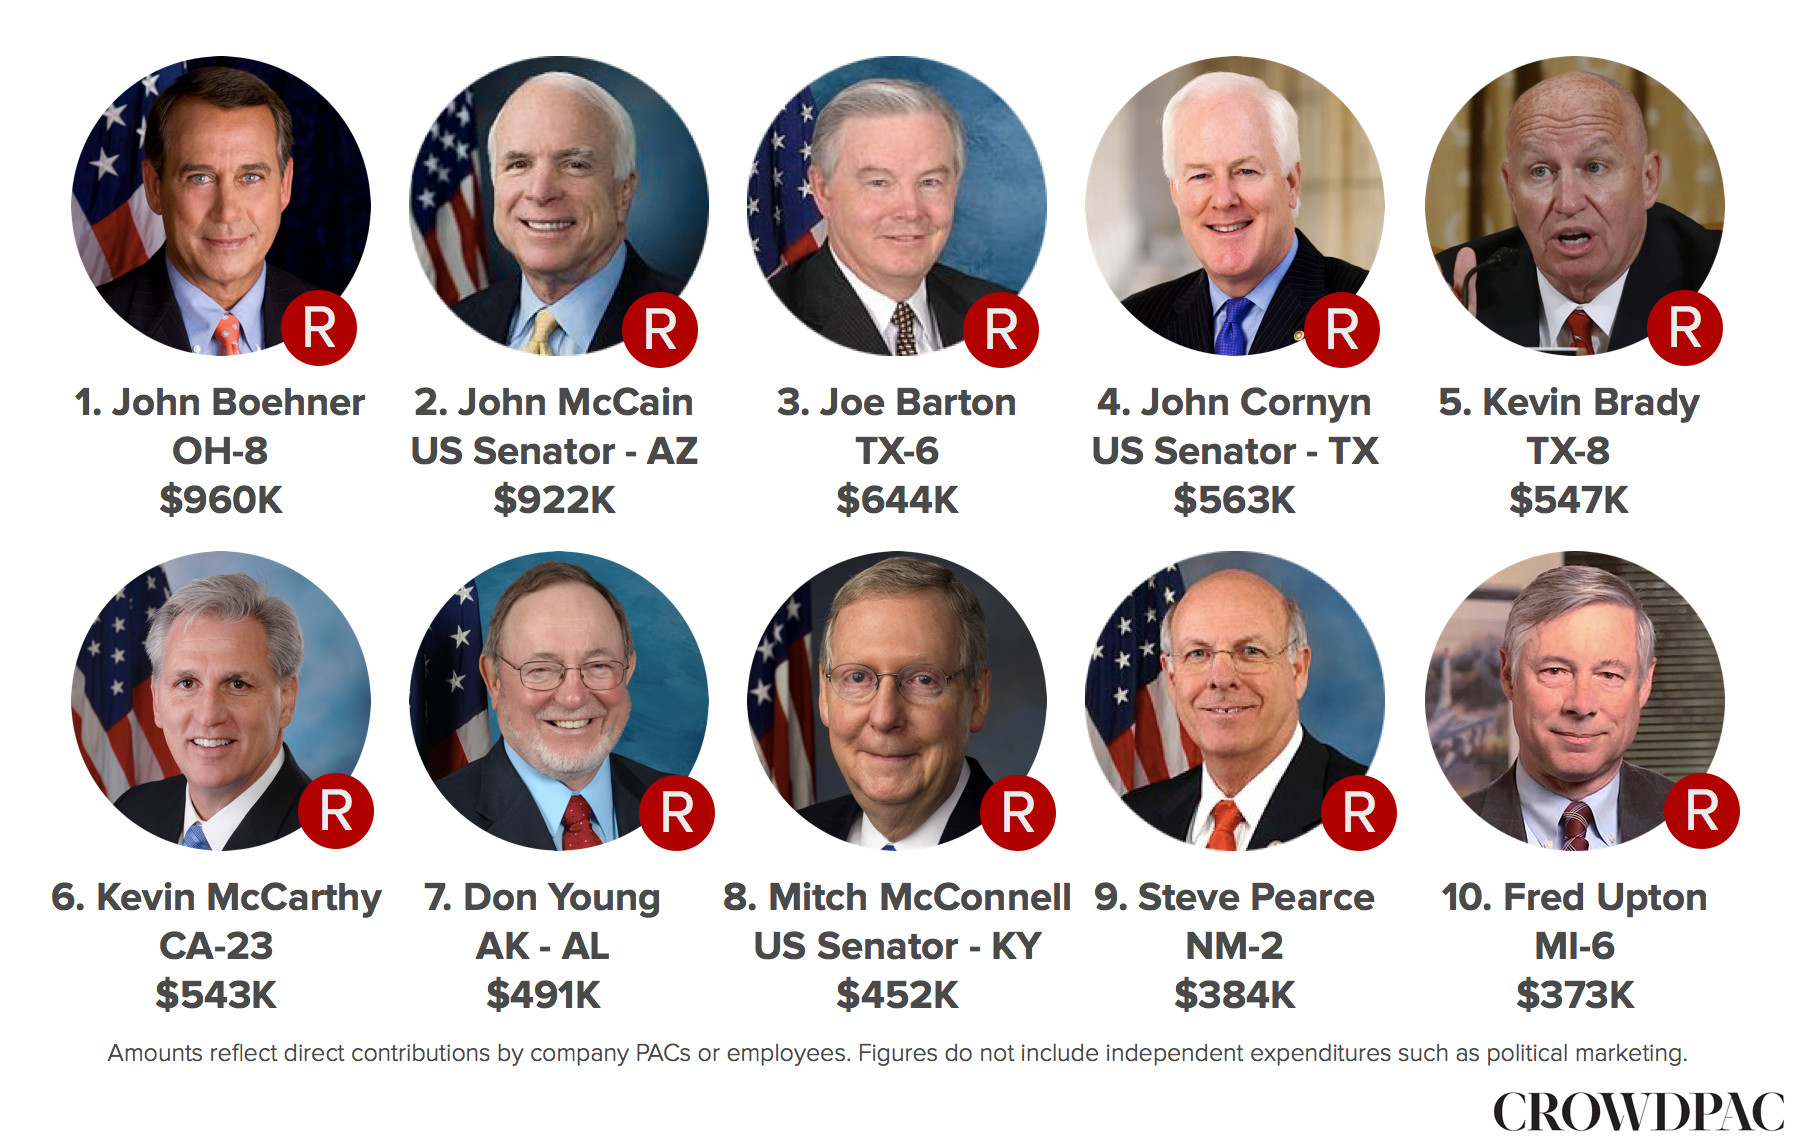 R R R R R
1. John Boehner
OH-8
$960K
2. John McCain
US Senator - AZ
$922K
3. Joe Barton
TX-6
$644K
4. John Cornyn
US Senator - TX
$563K
5. Kevin Brady
TX-8
$547K
R R R R R
6. Kevin McCarthy
CA-23
$543K
7. Don Young
AK - AL
$491K
8. Mitch McConnell
US Senator - KY
$452K
9. Steve Pearce
NM-2
$384K
10. Fred Upton
MI-6
$373K
Amounts reflect direct contributions by company PACs or employees. Figures do not include independent expenditures such as political marketing.
CROWDPAC